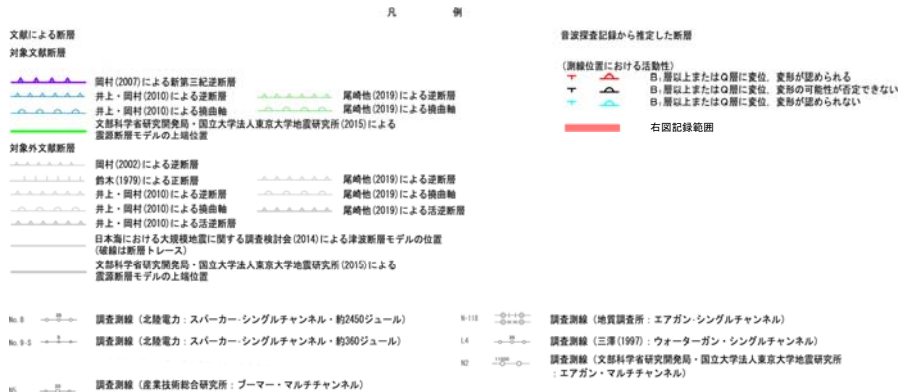 凡 例
文献による断層
対象文献断層
岡村(2007)による新第三紀逆断層
井上・岡村(2010)による逆断層
尾崎他(2019)による逆断層
井上・岡村(2010)による撓曲軸
尾崎他(2019)による撓曲軸
文部科学省研究開発局・国立大学法人東京大学地震研究所(2015)による
震源断層モデルの上端位置
対象外文献断層
岡村(2002)による逆断層
鈴木(1979)による正断層
尾崎他(2019)による逆断層
井上・岡村(2010)による逆断層
尾崎他(2019)による撓曲軸
井上・岡村(2010)による撓曲軸
尾崎他(2019)による活逆断層
井上・岡村(2010)による活逆断層
日本海における大規模地震に関する調査検討会(2014)による津波断層モデルの位置
(破線は断層トレース)
文部科学省研究開発局・国立大学法人東京大学地震研究所(2015)による
震源断層モデルの上端位置
音波探査記録から推定した断層
(測線位置における活動性)
B₁層以上またはQ層に変位、変形が認められる
B₁層以上またはQ層に変位、変形の可能性が否定できない
B₁層以上またはQ層に変位、変形が認められない
右図記録範囲
No.8 調査測線（北陸電力：スパーカー・シングルチャンネル・約2450ジュール）
No.9-S 調査測線（北陸電力：スパーカー・シングルチャンネル・約360ジュール）
調査測線（産業技術総合研究所：ブーマー・マルチチャンネル）
N-118 調査測線（地質調査所：エアガン・シングルチャンネル）
L4 調査測線（三澤(1997)：ウォーターガン・シングルチャンネル）
N2 調査測線（文部科学省研究開発局・国立大学法人東京大学地震研究所
：エアガン・マルチチャンネル）